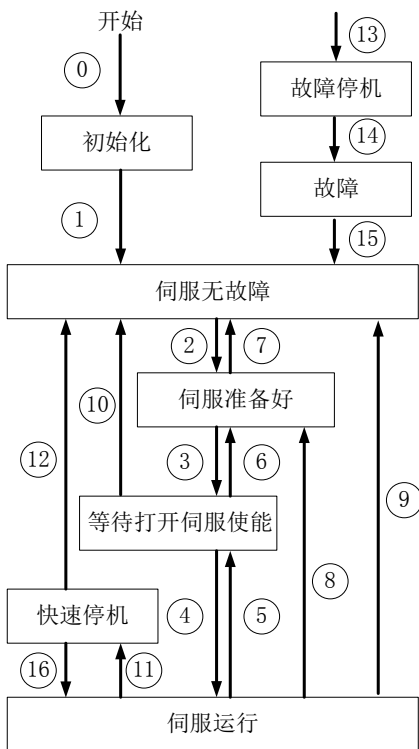 开始
⓪
⑬
故障停机
初始化
⑭
故障
①
⑮
伺服无故障
②
⑦
伺服准备好
⑩
③
⑥
⑫
⑨
等待打开伺服使能
⑧
快速停机
④
⑤
⑯
⑪
伺服运行